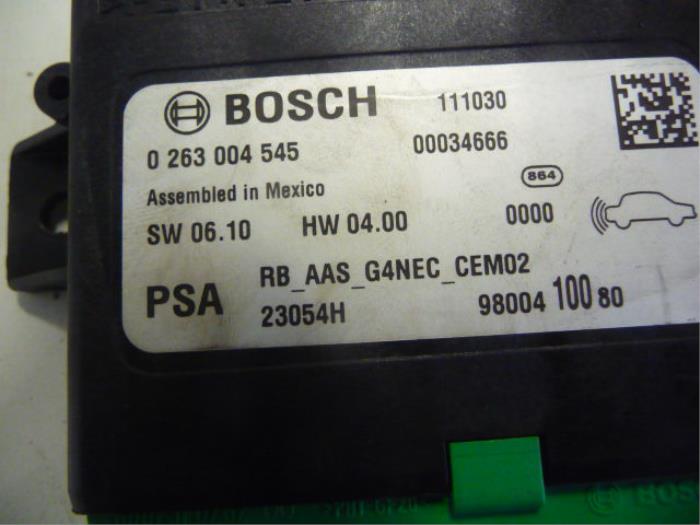 BOSCH 111030
0 263 004 545 00034666
Assembled in Mexico 864
SW 06.10 HW 04.00 0000
PSA RB_AAS_G4NEC_CEM02
23054H 98004 100 80